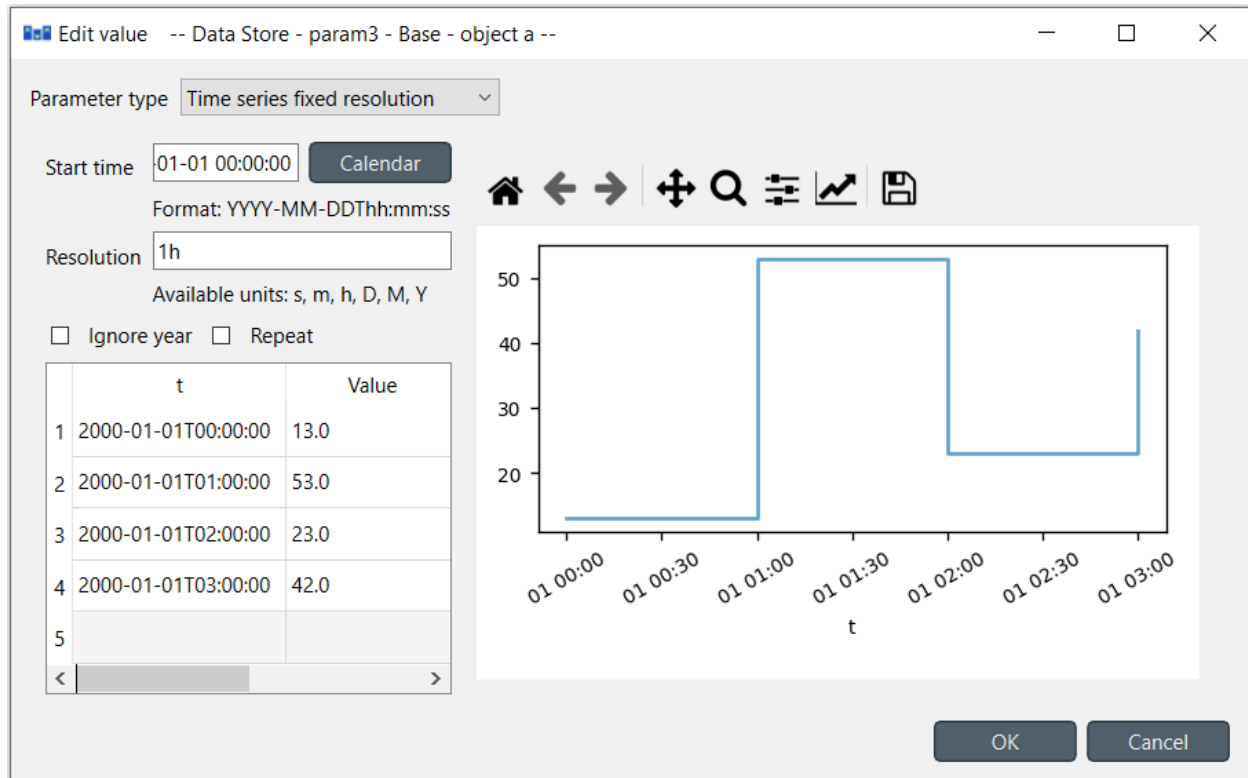 Edit value -- Data Store - param3 - Base - object a --
Parameter type Time series fixed resolution
Start time -01-01 00:00:00 Calendar
Format: YYYY-MM-DDThh:mm:ss
Resolution 1h
Available units: s, m, h, D, M, Y
Ignore year Repeat
t Value
1 2000-01-01T00:00:00 13.0
2 2000-01-01T01:00:00 53.0
3 2000-01-01T02:00:00 23.0
4 2000-01-01T03:00:00 42.0
5
50
40
30
20
01 00:00 01 00:30 01 01:00 01 01:30 01 02:00 01 02:30 01 03:00
t
OK Cancel